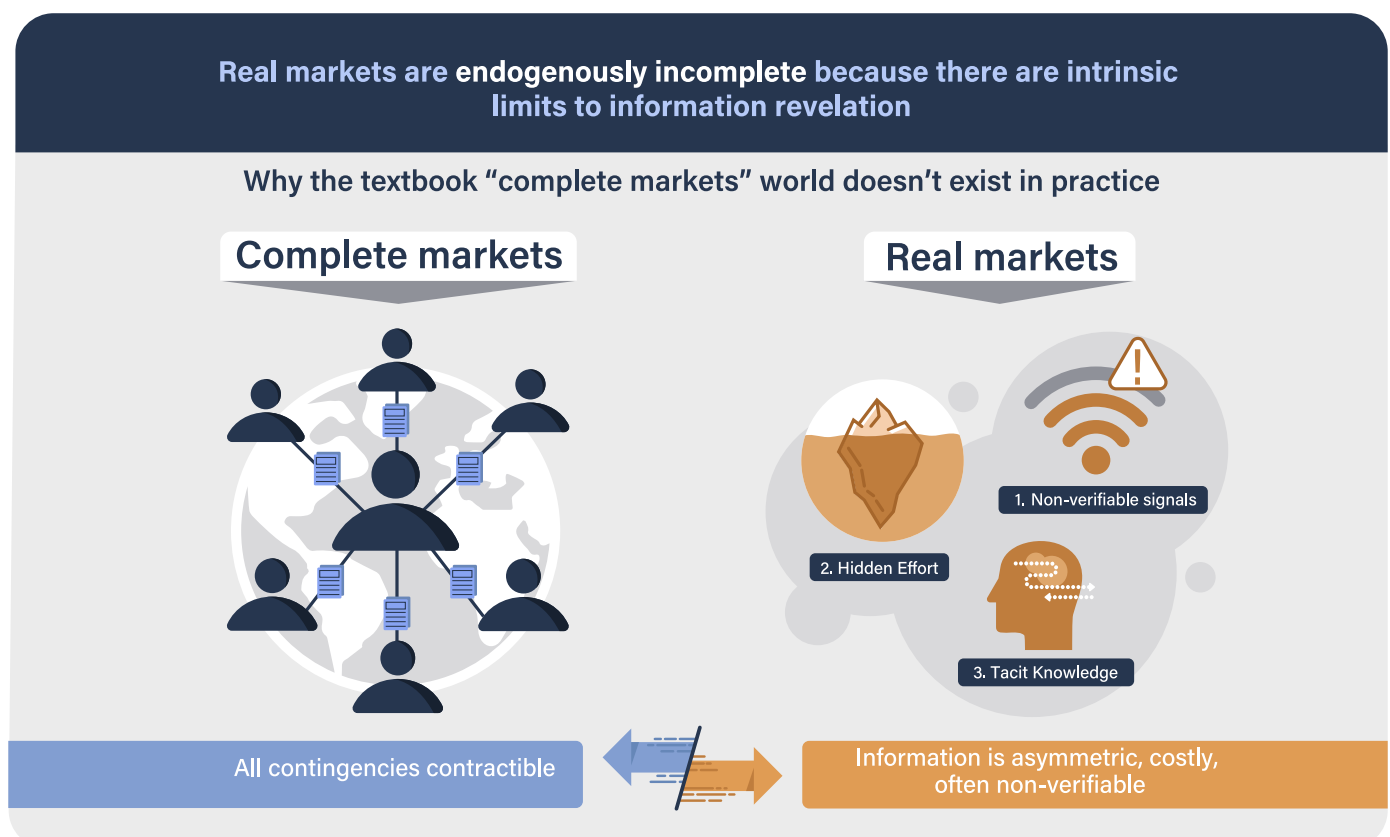 Real markets are endogenously incomplete because there are intrinsic
limits to information revelation
Why the textbook “complete markets” world doesn’t exist in practice
Complete markets
Real markets
1. Non-verifiable signals
2. Hidden Effort
3. Tacit Knowledge
All contingencies contractible
Information is asymmetric, costly,
often non-verifiable